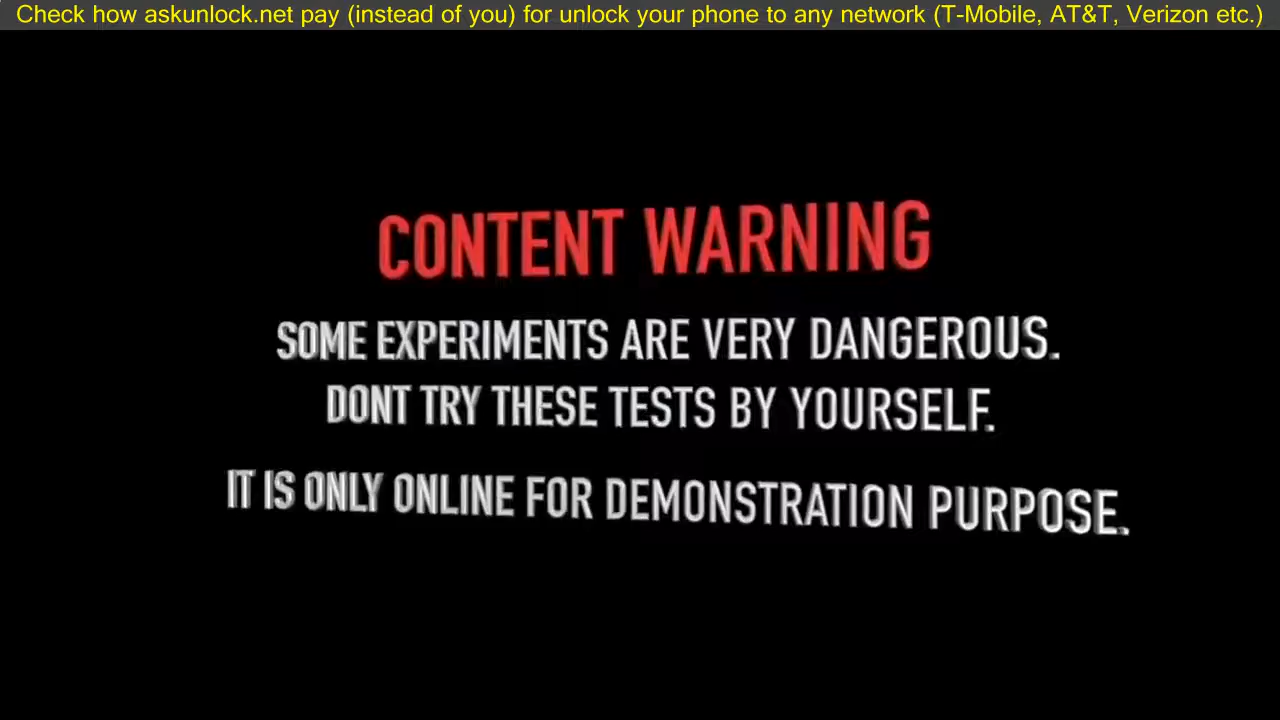 Check how askunlock.net pay (instead of you) for unlock your phone to any network (T-Mobile, AT&T, Verizon etc.)
CONTENT WARNING
SOME EXPERIMENTS ARE VERY DANGEROUS.
DONT TRY THESE TESTS BY YOURSELF.
IT IS ONLY ONLINE FOR DEMONSTRATION PURPOSE.